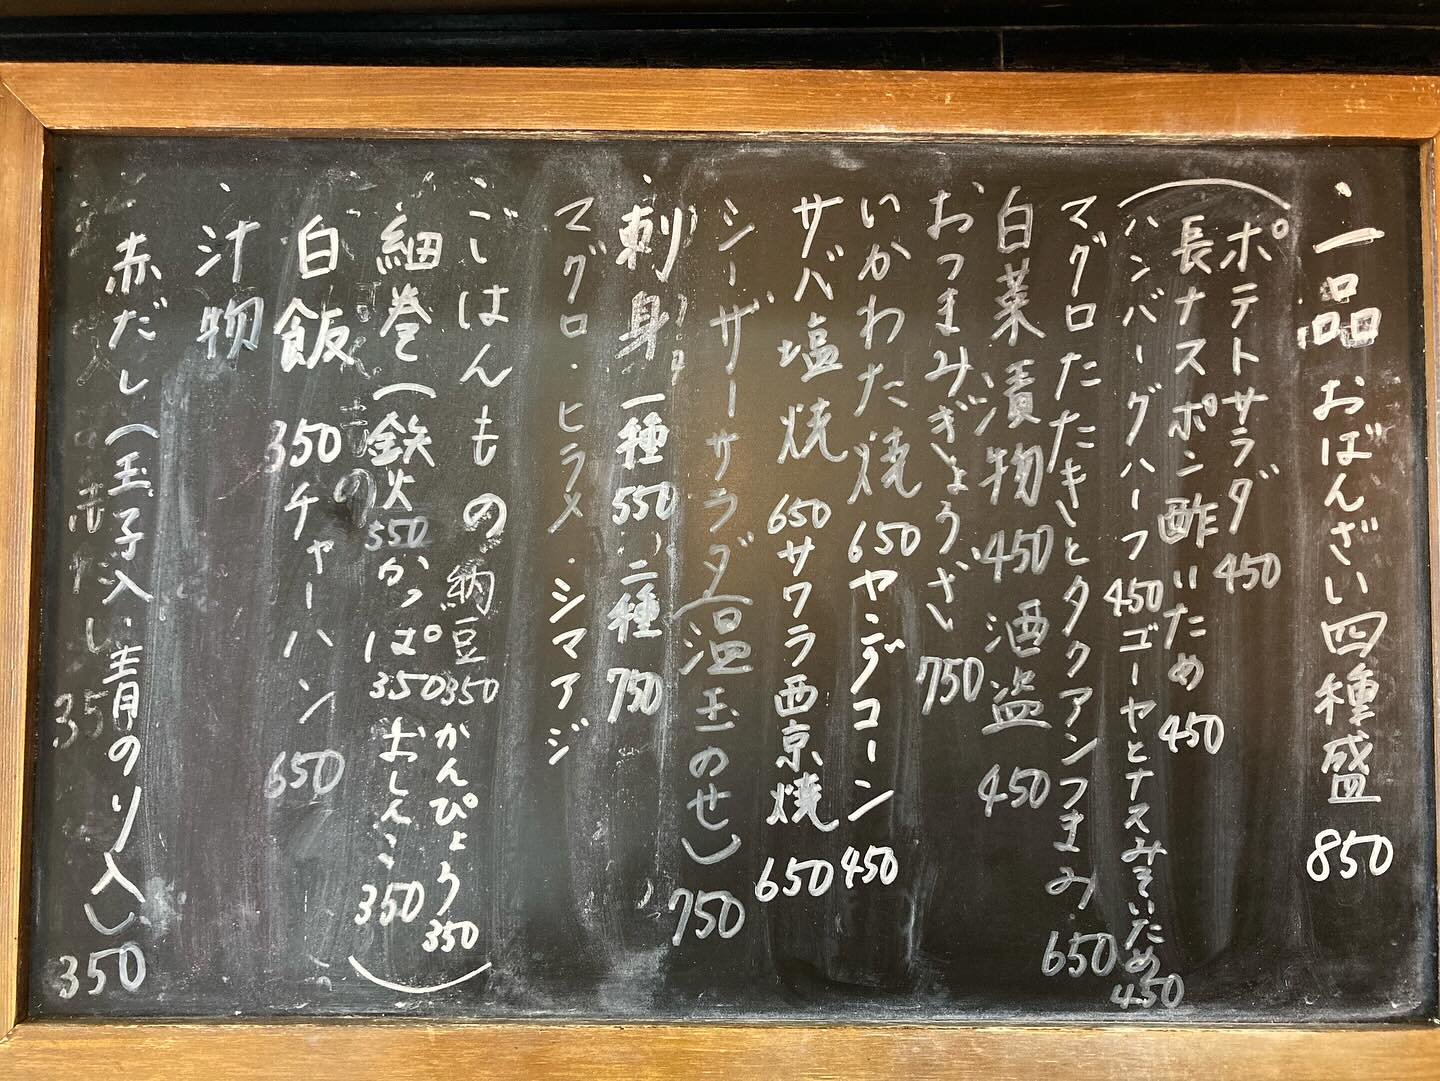 ・一品 おばんざい四種盛 850
ポテトサラダ 450
長ナスポン酢いため 450
ハンバーグハーフ 450 ゴーヤとナスみそいため 450
マグロたたきとタクアンつまみ 650
白菜漬物 450 酒盗 450
おつまみぎょうざ 750
いかわた焼 650 ヤングコーン 450
サバ塩焼 650 サワラ西京焼 650
シーザーサラダ(温玉のせ) 750
・刺身 一種 550 二種 750
マグロ・ヒラメ・シマアジ
・ごはんもの
納豆 350 かんぴょう 350
細巻(鉄火 550 かっぱ 350 おしんこ 350)
白飯 350 チャーハン 650
・汁物
赤だし(玉子入・青のり入) 350